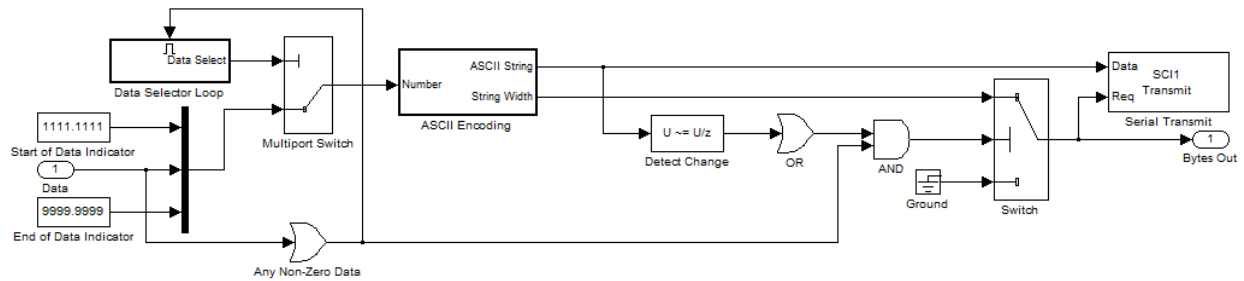 Data Select
Data Selector Loop
Multiport Switch
Number
ASCII String
String Width
ASCII Encoding
Data
Req
SCI1
Transmit
Serial Transmit
1111.1111
Start of Data Indicator
1
Data
9999.9999
End of Data Indicator
Any Non-Zero Data
U ~= U/z
Detect Change
OR
AND
Ground
Switch
1
Bytes Out